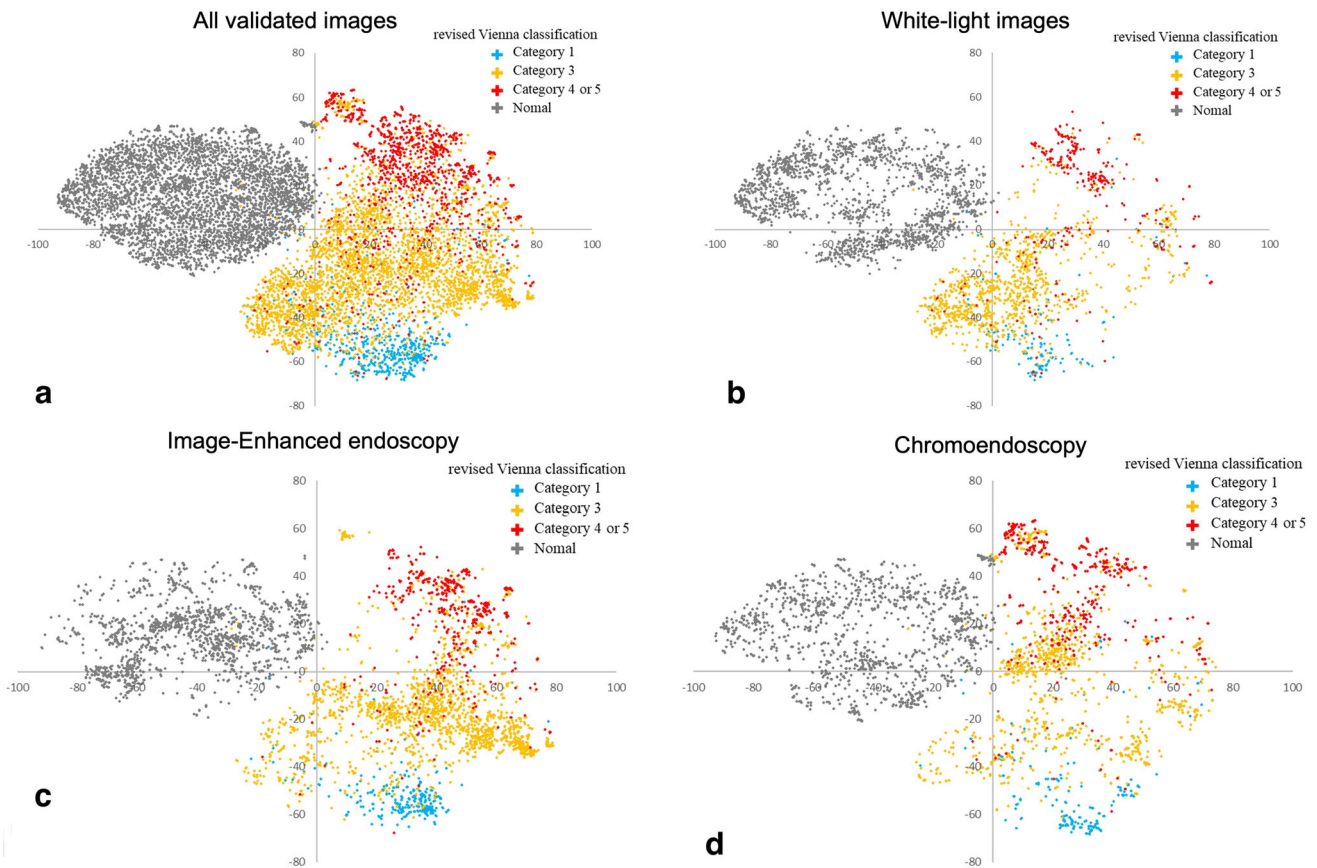 All validated images
revised Vienna classification
Category 1
Category 3
Category 4 or 5
Nomal
80
60
40
20
0
-20
-40
-60
-80
-100
-80
-60
-40
-20
0
20
40
60
80
100
a
White-light images
revised Vienna classification
Category 1
Category 3
Category 4 or 5
Nomal
80
60
40
20
0
-20
-40
-60
-80
-100
-80
-60
-40
-20
0
20
40
60
80
100
b
Image-Enhanced endoscopy
revised Vienna classification
Category 1
Category 3
Category 4 or 5
Nomal
80
60
40
20
0
-20
-40
-60
-80
-100
-80
-60
-40
-20
0
20
40
60
80
100
c
Chromoendoscopy
revised Vienna classification
Category 1
Category 3
Category 4 or 5
Nomal
80
60
40
20
0
-20
-40
-60
-80
-100
-80
-60
-40
-20
0
20
40
60
80
100
d